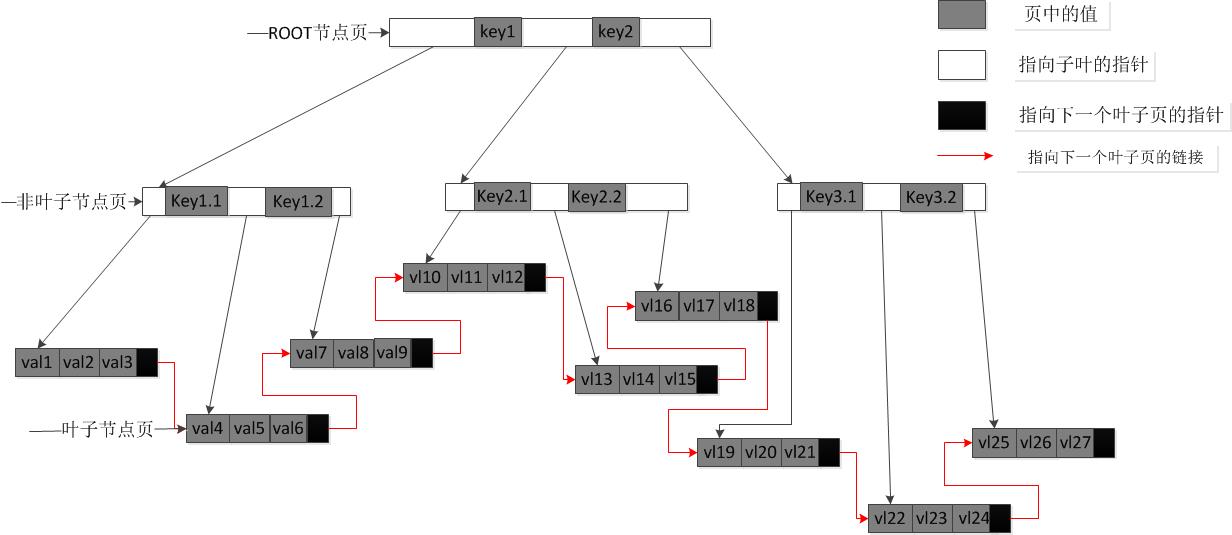 ROOT节点页
key1
key2
页中的值
指向子叶的指针
指向下一个叶子页的指针
指向下一个叶子页的链接
非叶子节点页
Key1.1
Key1.2
Key2.1
Key2.2
Key3.1
Key3.2
vl10 vl11 vl12
vl16 vl17 vl18
val1 val2 val3
val7 val8 val9
vl13 vl14 vl15
叶子节点页
val4 val5 val6
vl19 vl20 vl21
vl25 vl26 vl27
vl22 vl23 vl24